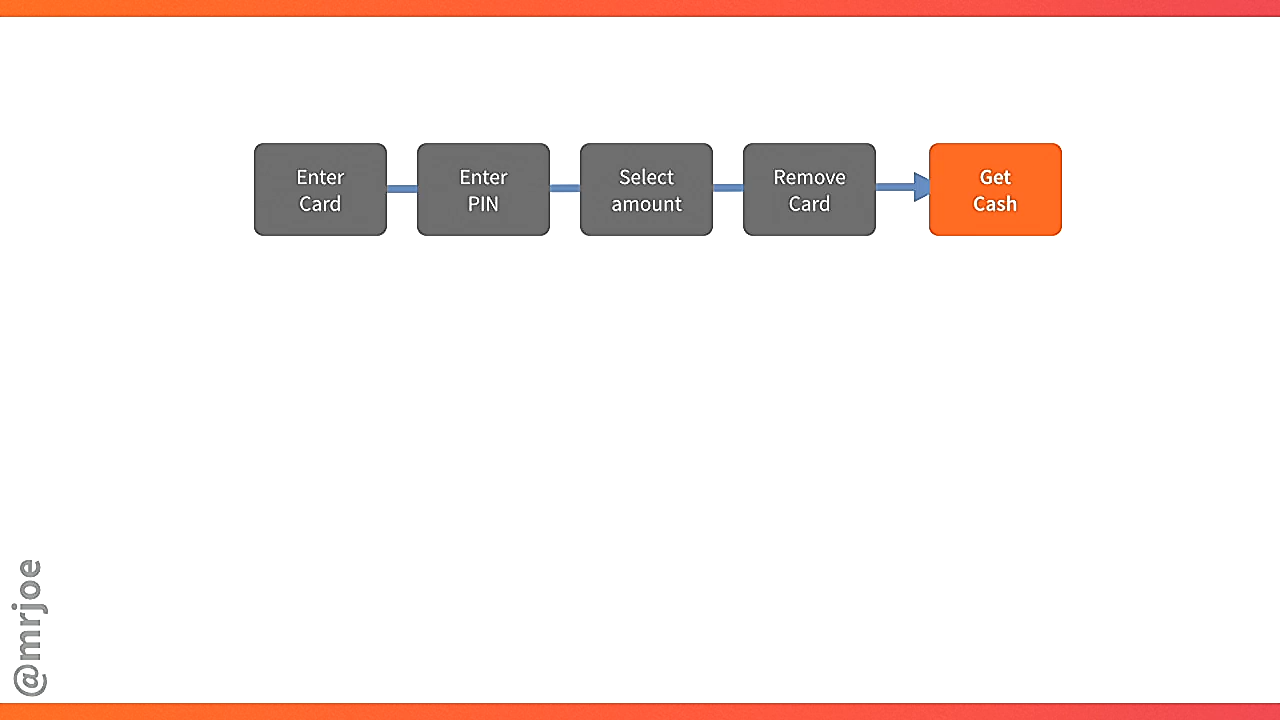 Enter
Card
Enter
PIN
Select
amount
Remove
Card
Get
Cash
@mrjoe